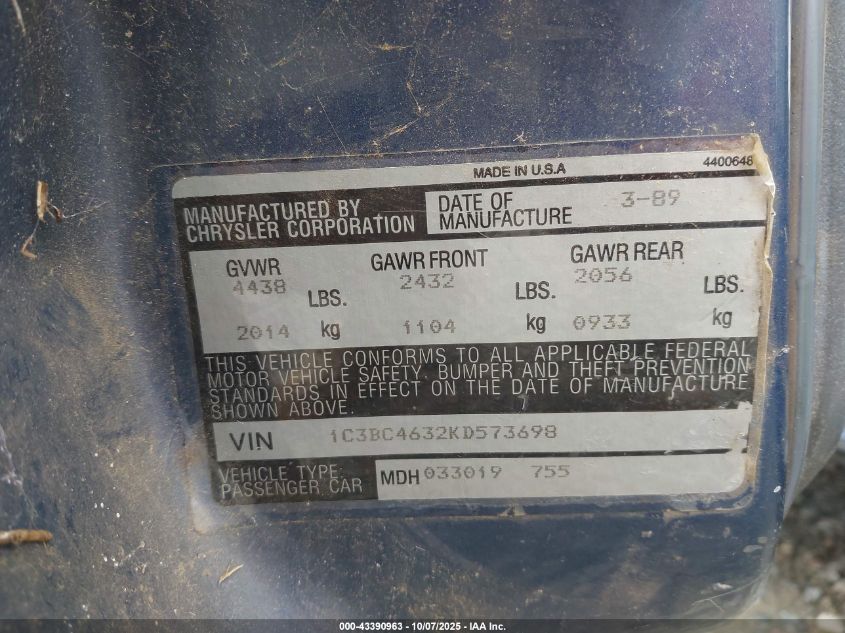 MADE IN U.S.A 4400648
MANUFACTURED BY
CHRYSLER CORPORATION
DATE OF
MANUFACTURE
3-89
GVWR GAWR FRONT GAWR REAR
4438 LBS. 2432 LBS. 2056 LBS.
2014 kg 1104 kg 0933 kg
THIS VEHICLE CONFORMS TO ALL APPLICABLE FEDERAL
MOTOR VEHICLE SAFETY, BUMPER AND THEFT PREVENTION
STANDARDS IN EFFECT ON THE DATE OF MANUFACTURE
SHOWN ABOVE.
VIN 1C3BC4632KD573698
VEHICLE TYPE:
PASSENGER CAR
MDH 033019 755
000-43390963 | 10/07/2025 - IAA Inc.